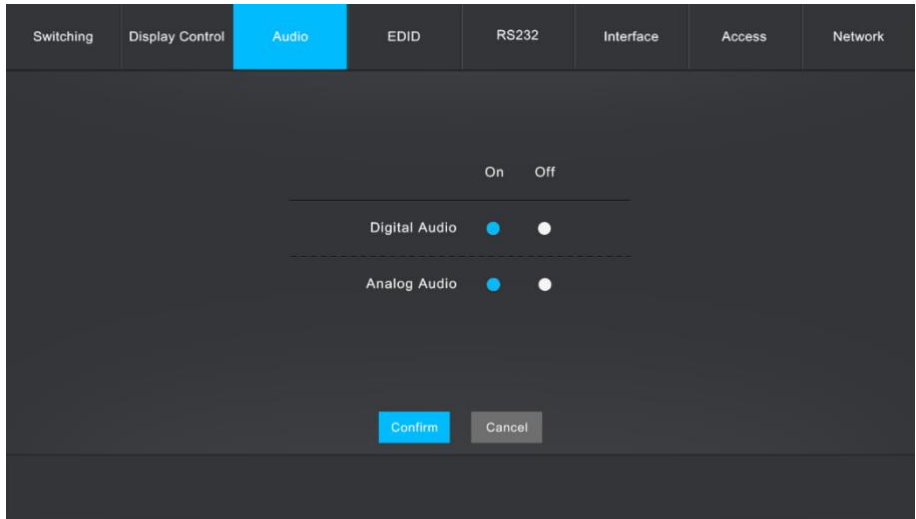 Switching Display Control Audio EDID RS232 Interface Access Network
On Off
Digital Audio
Analog Audio
Confirm Cancel